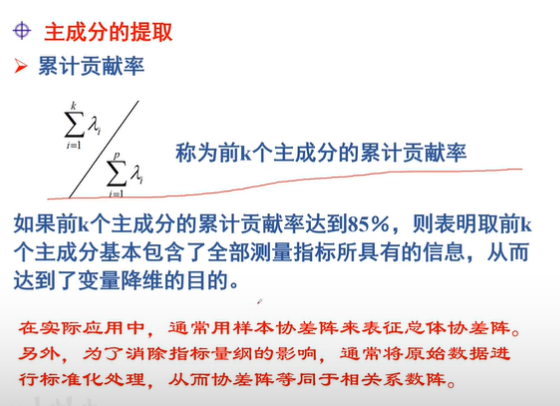 主成分的提取
累计贡献率
k
∑ λi
i=1
p
∑ λi
i=1
称为前k个主成分的累计贡献率
如果前k个主成分的累计贡献率达到85%，则表明取前k
个主成分基本包含了全部测量指标所具有的信息，从而
达到了变量降维的目的。
在实际应用中，通常用样本协差阵来表征总体协差阵。
另外，为了消除指标量纲的影响，通常将原始数据进
行标准化处理，从而协差阵等同于相关系数阵。